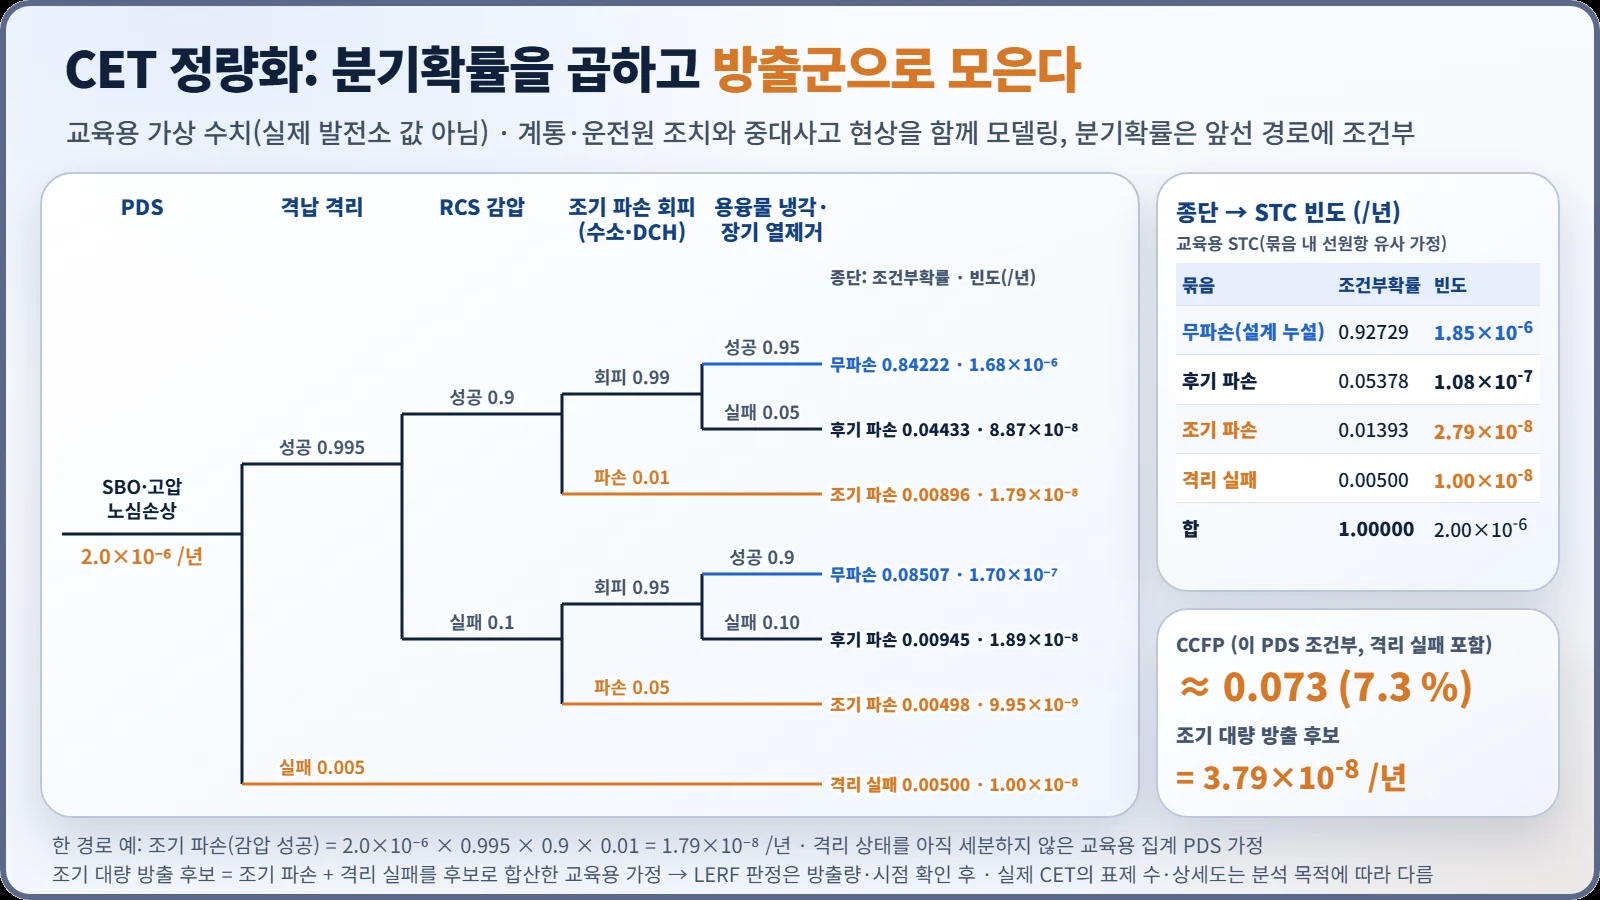 CET 정량화: 분기확률을 곱하고 방출군으로 모은다
교육용 가상 수치(실제 발전소 값 아님) · 계통·운전원 조치와 중대사고 현상을 함께 모델링, 분기확률은 앞선 경로에 조건부
PDS
격납 격리
RCS 감압
조기 파손 회피
(수소·DCH)
용융물 냉각·
장기 열제거
종단: 조건부확률 · 빈도(/년)
SBO·고압
노심손상
2.0×10⁻⁶ /년
성공 0.995
성공 0.9
회피 0.99
성공 0.95
무파손 0.84222 · 1.68×10⁻⁶
실패 0.05
후기 파손 0.04433 · 8.87×10⁻⁸
파손 0.01
조기 파손 0.00896 · 1.79×10⁻⁸
실패 0.1
회피 0.95
성공 0.9
무파손 0.08507 · 1.70×10⁻⁷
실패 0.10
후기 파손 0.00945 · 1.89×10⁻⁸
파손 0.05
조기 파손 0.00498 · 9.95×10⁻⁹
실패 0.005
격리 실패 0.00500 · 1.00×10⁻⁸
종단 → STC 빈도 (/년)
교육용 STC(묶음 내 선원항 유사 가정)
묶음 조건부확률 빈도
무파손(설계 누설) 0.92729 1.85×10⁻⁶
후기 파손 0.05378 1.08×10⁻⁷
조기 파손 0.01393 2.79×10⁻⁸
격리 실패 0.00500 1.00×10⁻⁸
합 1.00000 2.00×10⁻⁶
CCFP (이 PDS 조건부, 격리 실패 포함)
≈ 0.073 (7.3 %)
조기 대량 방출 후보
= 3.79×10⁻⁸ /년
한 경로 예: 조기 파손(감압 성공) = 2.0×10⁻⁶ × 0.995 × 0.9 × 0.01 = 1.79×10⁻⁸ /년 · 격리 상태를 아직 세분하지 않은 교육용 집계 PDS 가정
조기 대량 방출 후보 = 조기 파손 + 격리 실패를 후보로 합산한 교육용 가정 → LERF 판정은 방출량·시점 확인 후 · 실제 CET의 표제 수·상세도는 분석 목적에 따라 다름